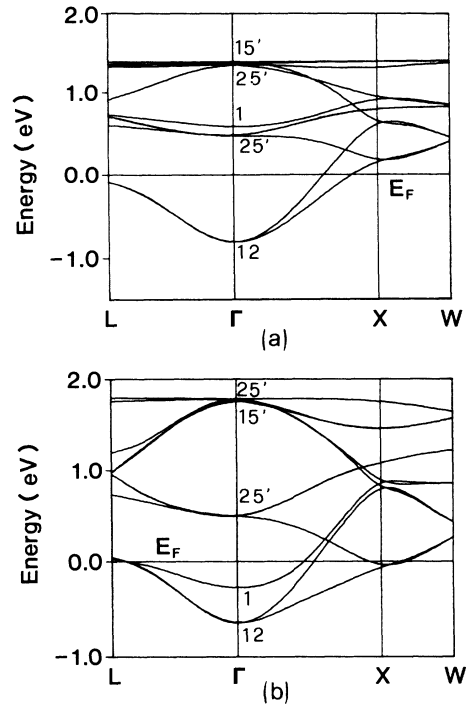 2.0
15'
25'
1.0
1
25'
Energy (eV)
0.0
E_F
-1.0
12
L Γ X W
(a)
2.0
25'
15'
1.0
25'
Energy (eV)
E_F
0.0
1
12
-1.0
L Γ X W
(b)